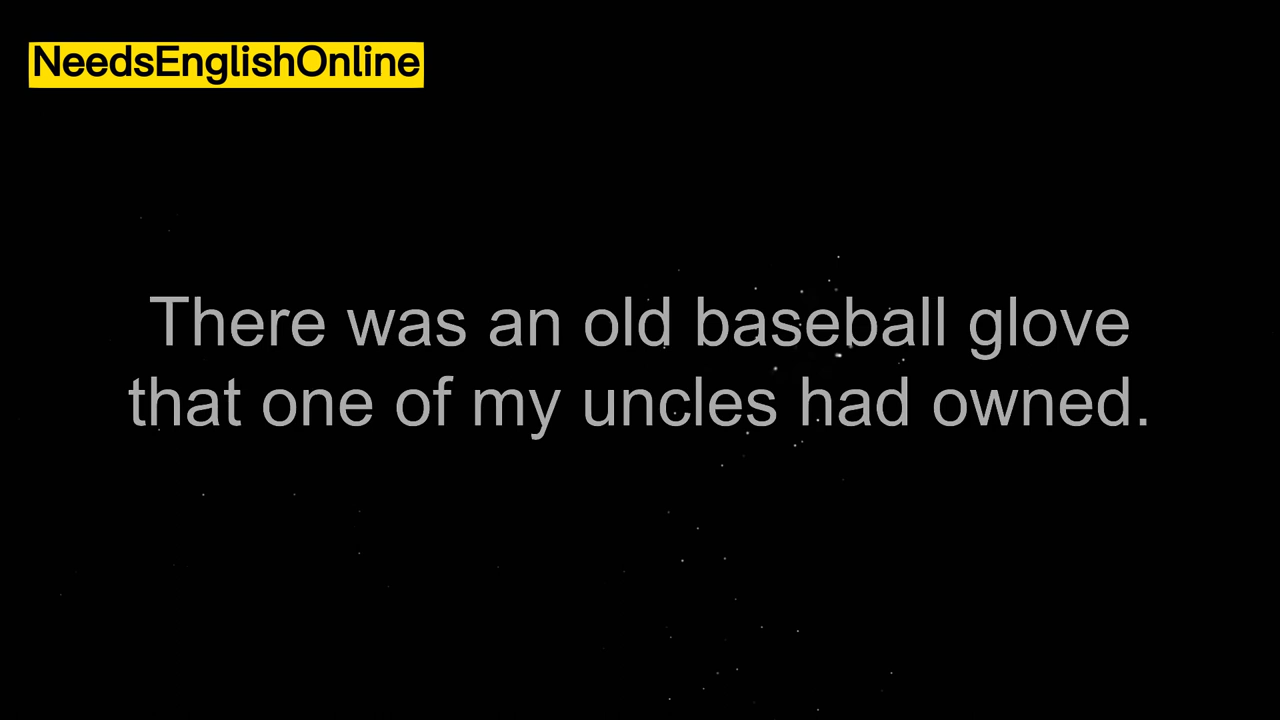 NeedsEnglishOnline
There was an old baseball glove
that one of my uncles had owned.